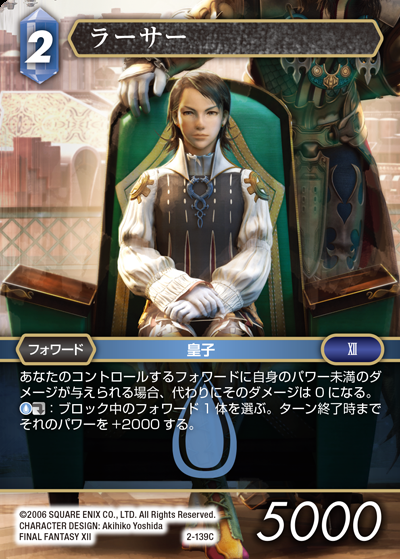 2
ラーサー
フォワード
皇子
XII
あなたのコントロールするフォワードに自身のパワー未満のダ
メージが与えられる場合、代わりにそのダメージは 0 になる。
:ブロック中のフォワード 1 体を選ぶ。ターン終了時まで
それのパワーを +2000 する。
©2006 SQUARE ENIX CO., LTD. All Rights Reserved.
CHARACTER DESIGN: Akihiko Yoshida
FINAL FANTASY XII
2-139C
5000